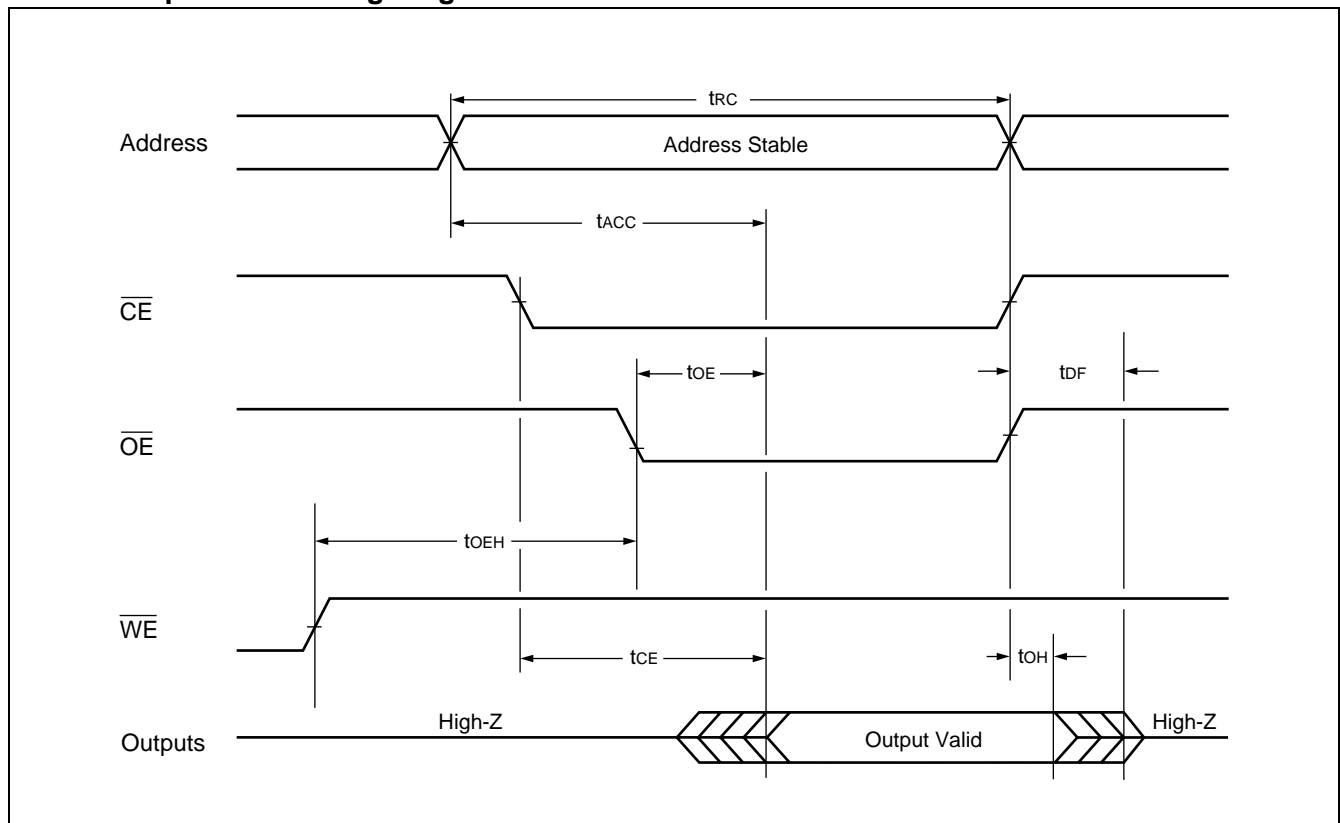 tRC
Address
Address Stable
tACC
CE
tOE
tDF
OE
tOEH
WE
tCE
tOH
High-Z
High-Z
Outputs
Output Valid